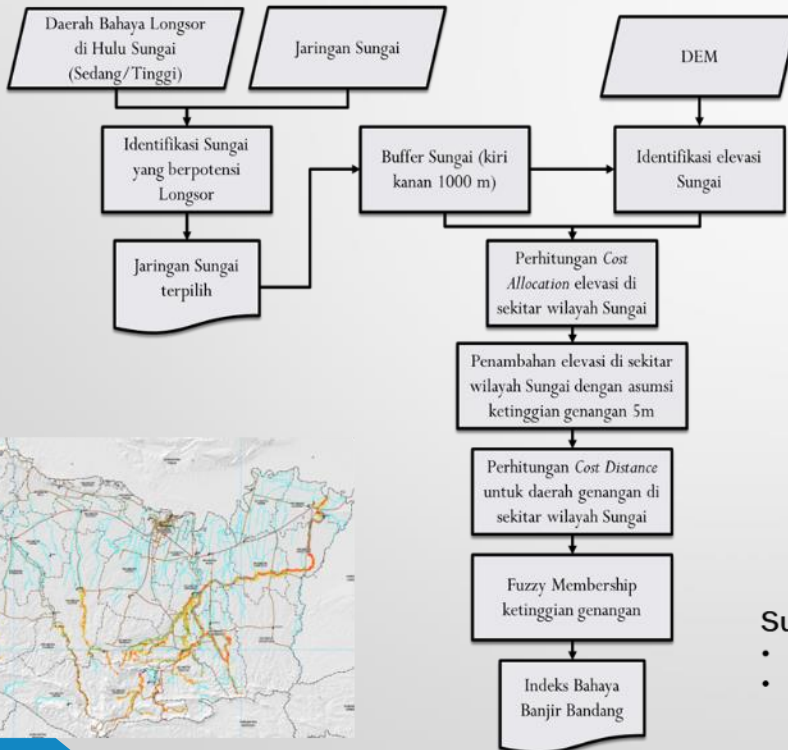 Daerah Bahaya Longsor
di Hulu Sungai
(Sedang/Tinggi)
Jaringan Sungai
DEM
Identifikasi Sungai
yang berpotensi
Longsor
Buffer Sungai (kiri
kanan 1000 m)
Identifikasi elevasi
Sungai
Jaringan Sungai
terpilih
Perhitungan Cost
Allocation elevasi di
sekitar wilayah Sungai
Penambahan elevasi di sekitar
wilayah Sungai dengan asumsi
ketinggian genangan 5m
Perhitungan Cost Distance
untuk daerah genangan di
sekitar wilayah Sungai
Fuzzy Membership
ketinggian genangan
Su
•
•
Indeks Bahaya
Banjir Bandang